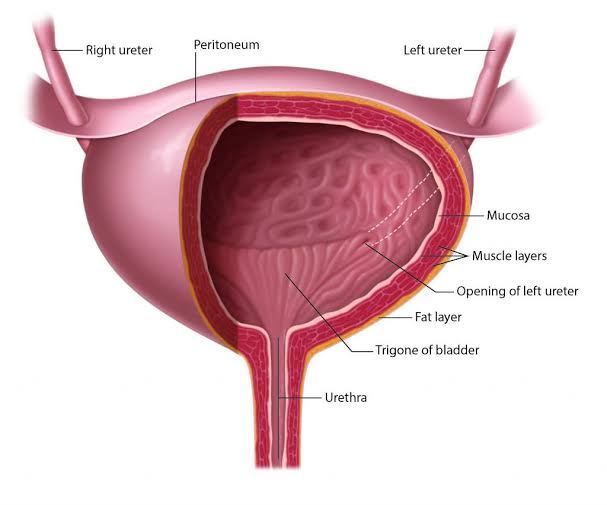 Peritoneum
Right ureter
Left ureter
Mucosa
Muscle layers
Opening of left ureter
Fat layer
Trigone of bladder
Urethra